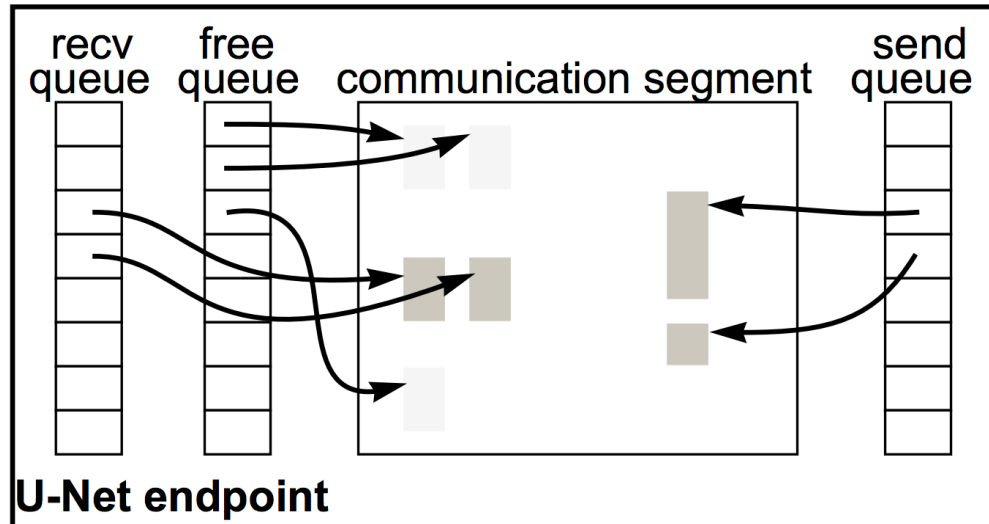 recv
queue
free
queue
communication segment
send
queue
U-Net endpoint